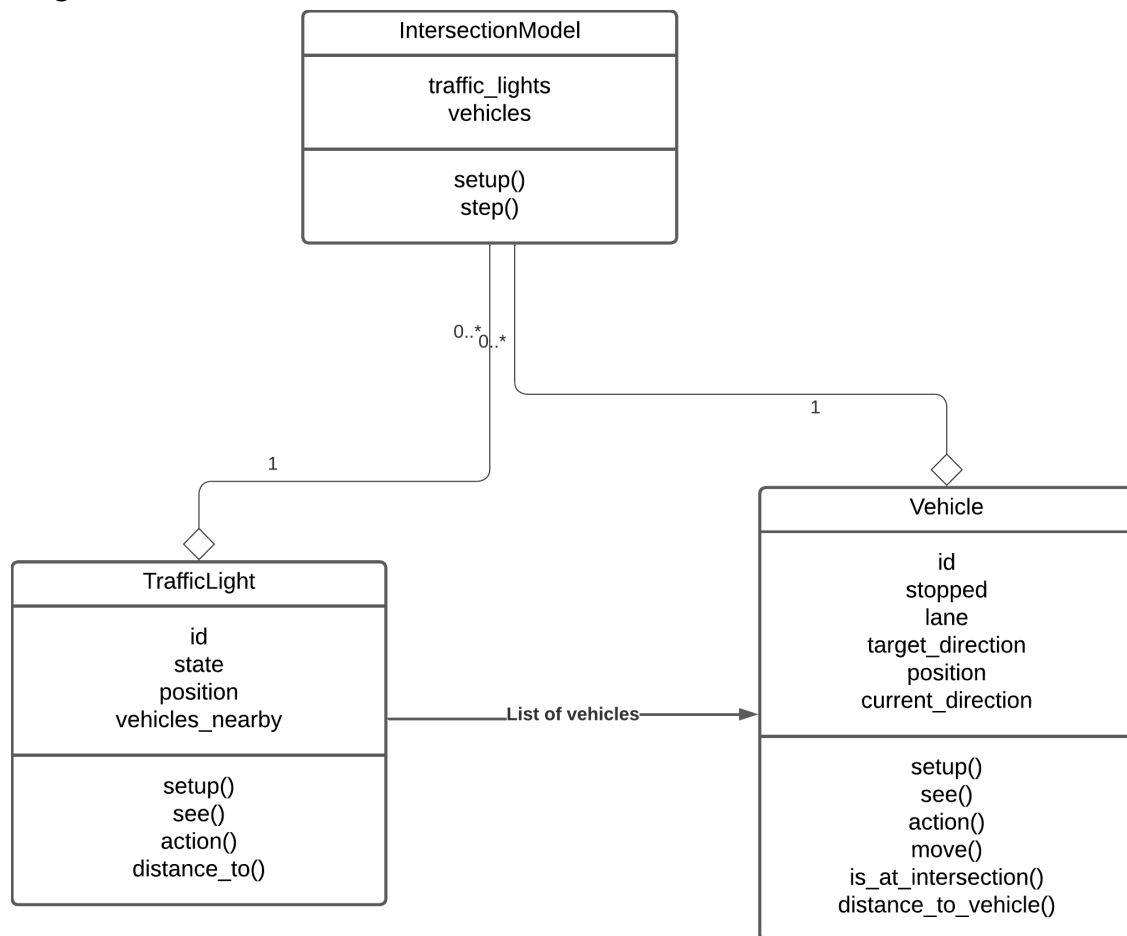 IntersectionModel
traffic_lights
vehicles
setup()
step()
0..*
0..*
1
1
TrafficLight
id
state
position
vehicles_nearby
setup()
see()
action()
distance_to()
List of vehicles
Vehicle
id
stopped
lane
target_direction
position
current_direction
setup()
see()
action()
move()
is_at_intersection()
distance_to_vehicle()